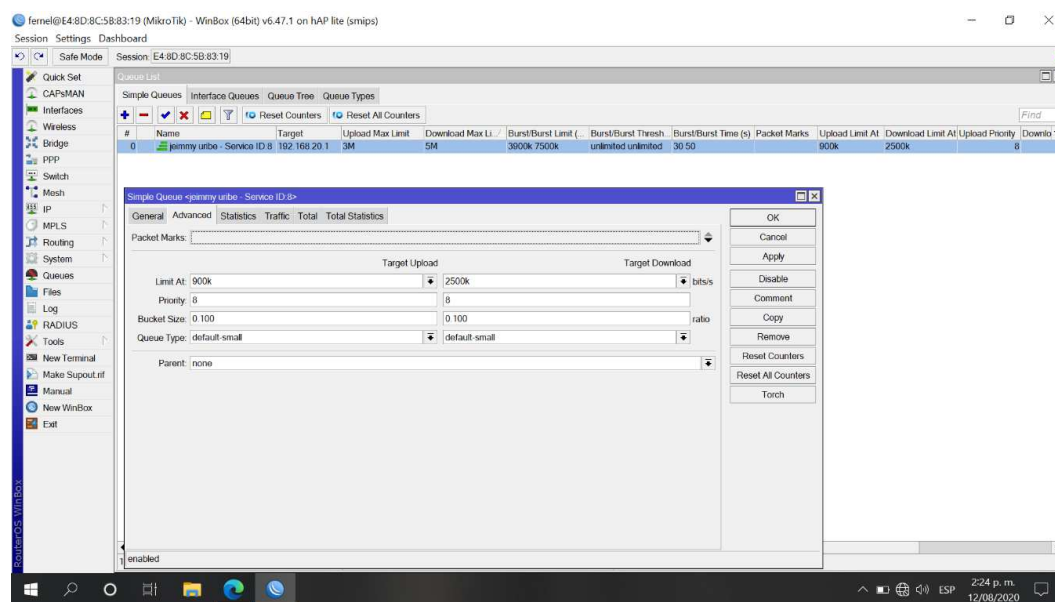 fernel@E4:8D:8C:5B:83:19 (MikroTik) - WinBox (64bit) v6.47.1 on hAP lite (smips)
Session Settings Dashboard
Safe Mode Session: E4:8D:8C:5B:83:19
Quick Set
CAPsMAN
Interfaces
Wireless
Bridge
PPP
Switch
Mesh
IP
MPLS
Routing
System
Queues
Files
Log
RADIUS
Tools
New Terminal
Make Supout.rif
Manual
New WinBox
Exit
RouterOS WinBox
Queue List
Simple Queues Interface Queues Queue Tree Queue Types
Reset Counters Reset All Counters Find
# Name Target Upload Max Limit Download Max Li... Burst/Burst Limit (... Burst/Burst Thresh... Burst/Burst Time (s) Packet Marks Upload Limit At Download Limit At Upload Priority Downlo
0 jeimmy uribe - Service ID:8 192.168.20.1 3M 5M 3900k 7500k unlimited unlimited 30 50 900k 2500k 8
Simple Queue <jeimmy uribe - Service ID:8>
General Advanced Statistics Traffic Total Total Statistics
Packet Marks:
Target Upload Target Download
Limit At: 900k 2500k bits/s
Priority: 8 8
Bucket Size: 0.100 0.100 ratio
Queue Type: default-small default-small
Parent: none
OK
Cancel
Apply
Disable
Comment
Copy
Remove
Reset Counters
Reset All Counters
Torch
enabled
ESP
2:24 p. m.
12/08/2020